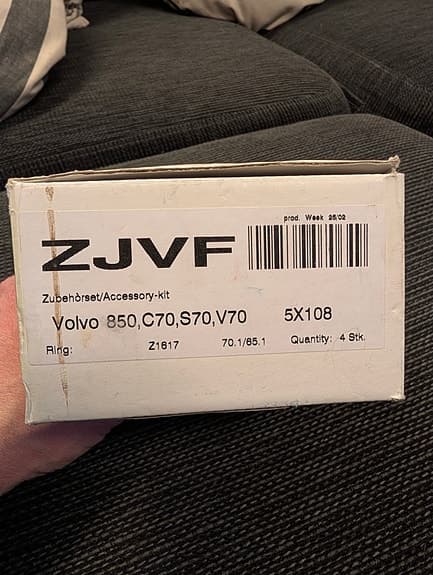 prod. Week 25/02
ZJVF
Zubehörset/Accessory-kit
Volvo 850,C70,S70,V70 5X108
Ring: Z1617 70.1/65.1 Quantity: 4 Stk.